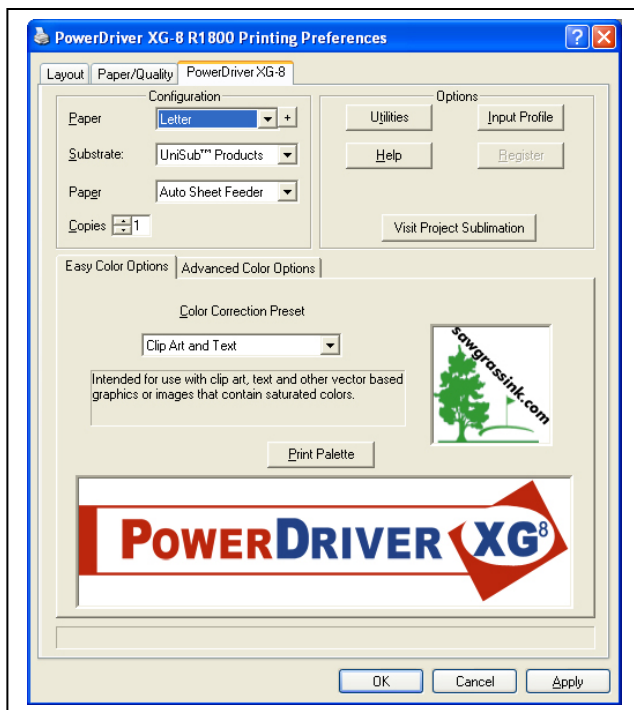 PowerDriver XG-8 R1800 Printing Preferences
Layout Paper/Quality PowerDriver XG-8
Configuration
Paper Letter +
Substrate: UniSub™ Products
Paper Auto Sheet Feeder
Copies 1
Options
Utilities Input Profile
Help Register
Visit Project Sublimation
Easy Color Options Advanced Color Options
Color Correction Preset
Clip Art and Text
Intended for use with clip art, text and other vector based
graphics or images that contain saturated colors.
sawgrassink.com
Print Palette
POWERDRIVER XG8
OK Cancel Apply